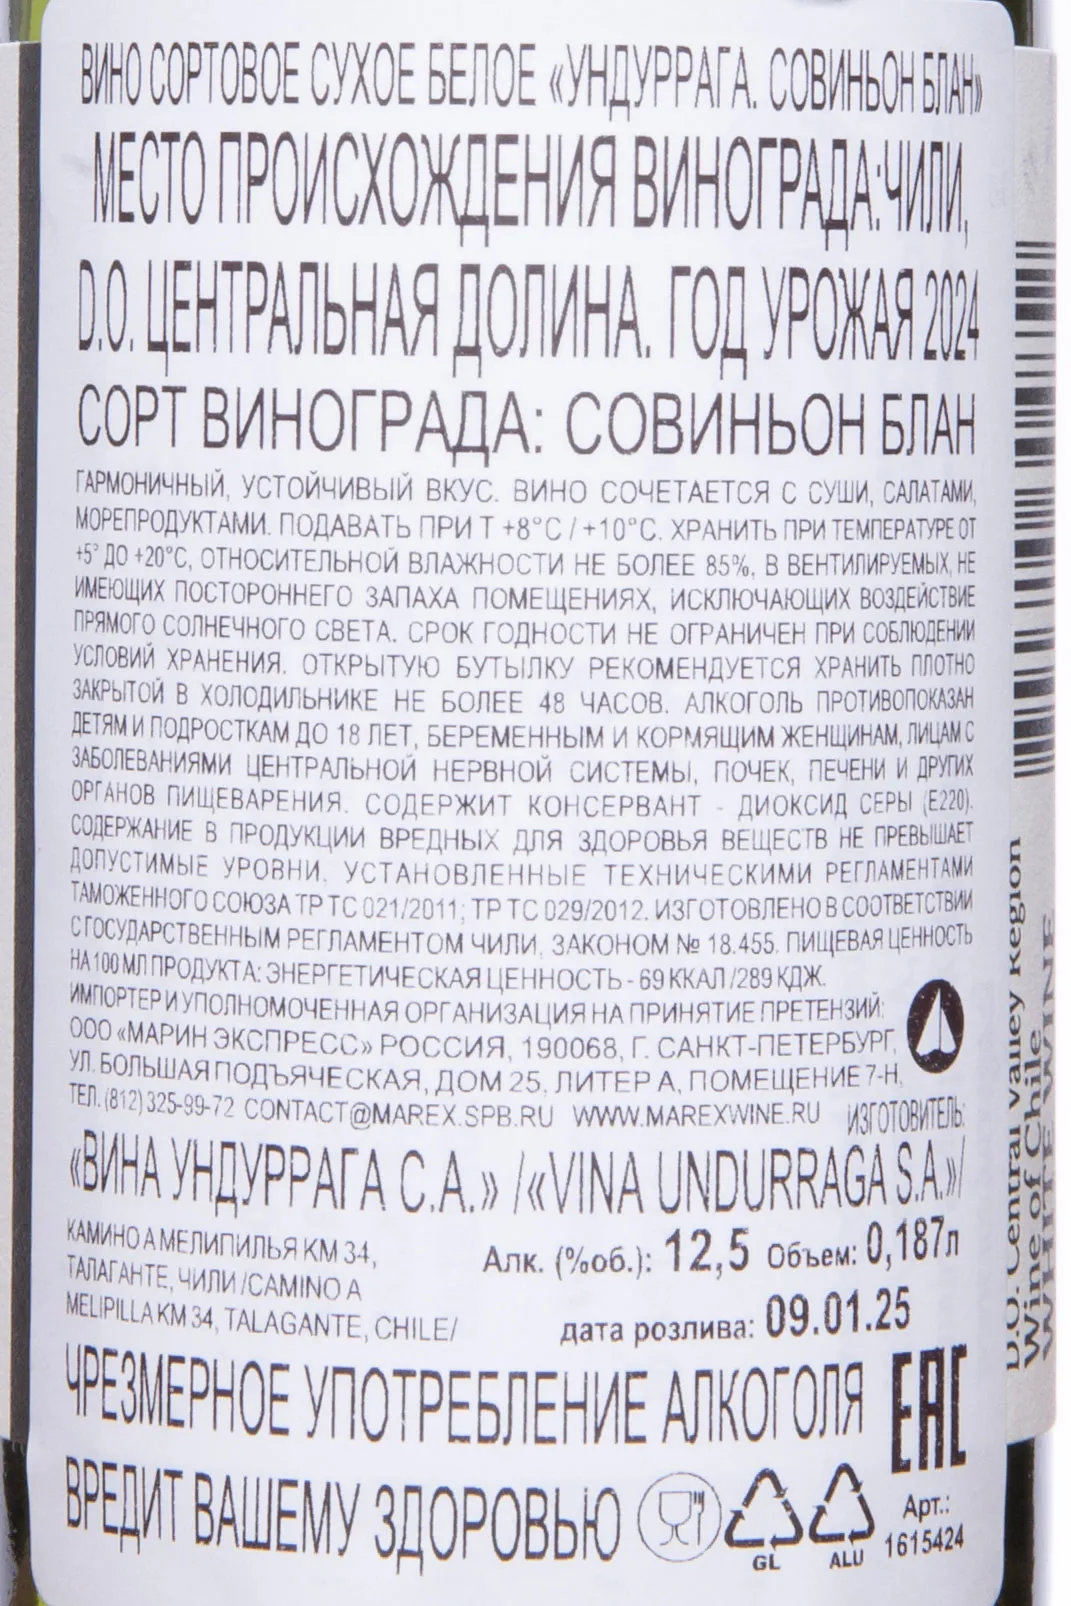 ВИНО СОРТОВОЕ СУХОЕ БЕЛОЕ «УНДУРРАГА. СОВИНЬОН БЛАН»
МЕСТО ПРОИСХОЖДЕНИЯ ВИНОГРАДА:ЧИЛИ,
D.O. ЦЕНТРАЛЬНАЯ ДОЛИНА. ГОД УРОЖАЯ 2024
СОРТ ВИНОГРАДА: СОВИНЬОН БЛАН
ГАРМОНИЧНЫЙ, УСТОЙЧИВЫЙ ВКУС. ВИНО СОЧЕТАЕТСЯ С СУШИ, САЛАТАМИ,
МОРЕПРОДУКТАМИ. ПОДАВАТЬ ПРИ Т +8°С / +10°С. ХРАНИТЬ ПРИ ТЕМПЕРАТУРЕ ОТ
+5° ДО +20°С, ОТНОСИТЕЛЬНОЙ ВЛАЖНОСТИ НЕ БОЛЕЕ 85%, В ВЕНТИЛИРУЕМЫХ, НЕ
ИМЕЮЩИХ ПОСТОРОННЕГО ЗАПАХА ПОМЕЩЕНИЯХ, ИСКЛЮЧАЮЩИХ ВОЗДЕЙСТВИЕ
ПРЯМОГО СОЛНЕЧНОГО СВЕТА. СРОК ГОДНОСТИ НЕ ОГРАНИЧЕН ПРИ СОБЛЮДЕНИИ
УСЛОВИЙ ХРАНЕНИЯ. ОТКРЫТУЮ БУТЫЛКУ РЕКОМЕНДУЕТСЯ ХРАНИТЬ ПЛОТНО
ЗАКРЫТОЙ В ХОЛОДИЛЬНИКЕ НЕ БОЛЕЕ 48 ЧАСОВ. АЛКОГОЛЬ ПРОТИВОПОКАЗАН
ДЕТЯМ И ПОДРОСТКАМ ДО 18 ЛЕТ, БЕРЕМЕННЫМ И КОРМЯЩИМ ЖЕНЩИНАМ, ЛИЦАМ С
ЗАБОЛЕВАНИЯМИ ЦЕНТРАЛЬНОЙ НЕРВНОЙ СИСТЕМЫ, ПОЧЕК, ПЕЧЕНИ И ДРУГИХ
ОРГАНОВ ПИЩЕВАРЕНИЯ. СОДЕРЖИТ КОНСЕРВАНТ - ДИОКСИД СЕРЫ (Е220).
СОДЕРЖАНИЕ В ПРОДУКЦИИ ВРЕДНЫХ ДЛЯ ЗДОРОВЬЯ ВЕЩЕСТВ НЕ ПРЕВЫШАЕТ
ДОПУСТИМЫЕ УРОВНИ, УСТАНОВЛЕННЫЕ ТЕХНИЧЕСКИМИ РЕГЛАМЕНТАМИ
ТАМОЖЕННОГО СОЮЗА ТР ТС 021/2011; ТР ТС 029/2012. ИЗГОТОВЛЕНО В СООТВЕТСТВИИ
С ГОСУДАРСТВЕННЫМ РЕГЛАМЕНТОМ ЧИЛИ, ЗАКОНОМ № 18.455. ПИЩЕВАЯ ЦЕННОСТЬ
НА 100 МЛ ПРОДУКТА: ЭНЕРГЕТИЧЕСКАЯ ЦЕННОСТЬ - 69 ККАЛ /289 КДЖ.
ИМПОРТЕР И УПОЛНОМОЧЕННАЯ ОРГАНИЗАЦИЯ НА ПРИНЯТИЕ ПРЕТЕНЗИЙ:
ООО «МАРИН ЭКСПРЕСС» РОССИЯ, 190068, Г. САНКТ-ПЕТЕРБУРГ,
УЛ. БОЛЬШАЯ ПОДЪЯЧЕСКАЯ, ДОМ 25, ЛИТЕР А, ПОМЕЩЕНИЕ 7-Н,
ТЕЛ. (812) 325-99-72 CONTACT@MAREX.SPB.RU WWW.MAREXWINE.RU ИЗГОТОВИТЕЛЬ:
«ВИНА УНДУРРАГА С.А.» /«VINA UNDURRAGA S.A.»/
КАМИНО А МЕЛИПИЛЬЯ КМ 34,
ТАЛАГАНТЕ, ЧИЛИ /CAMINO A
MELIPILLA KM 34, TALAGANTE, CHILE/
Алк. (%об.): 12,5 Объем: 0,187л
дата розлива: 09.01.25
ЧРЕЗМЕРНОЕ УПОТРЕБЛЕНИЕ АЛКОГОЛЯ
ВРЕДИТ ВАШЕМУ ЗДОРОВЬЮ
EAC
GL
ALU
Арт.:
1615424
D.O. Central Valley Region
Wine of Chile
WHITE WINE